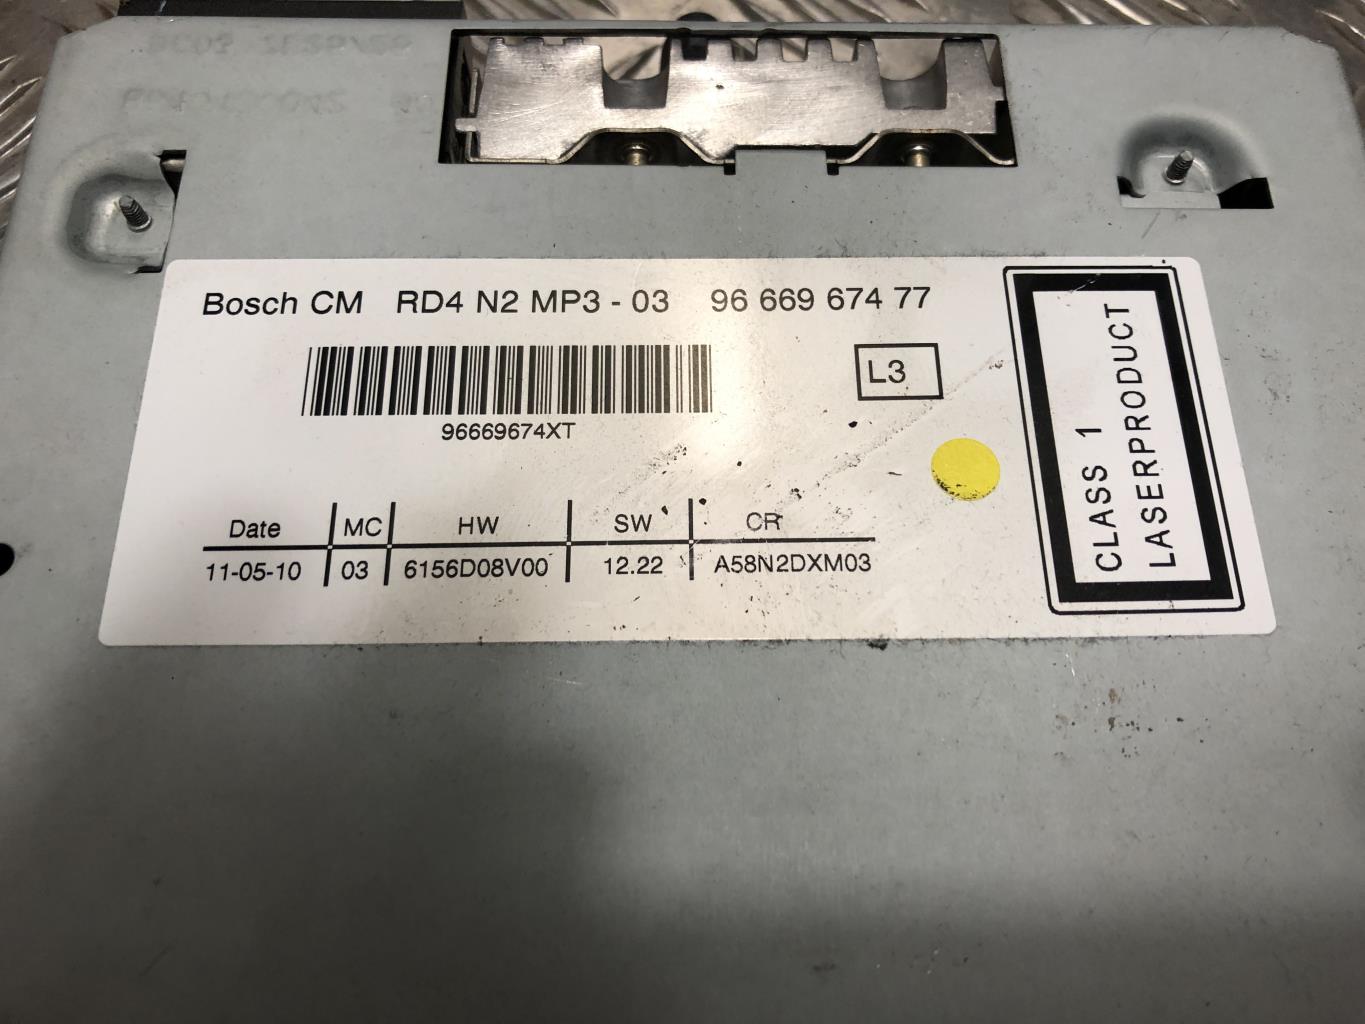 Bosch CM RD4 N2 MP3 - 03 96 669 674 77
96669674XT
L3
CLASS 1
LASERPRODUCT
Date MC HW SW CR
11-05-10 03 6156D08V00 12.22 A58N2DXM03